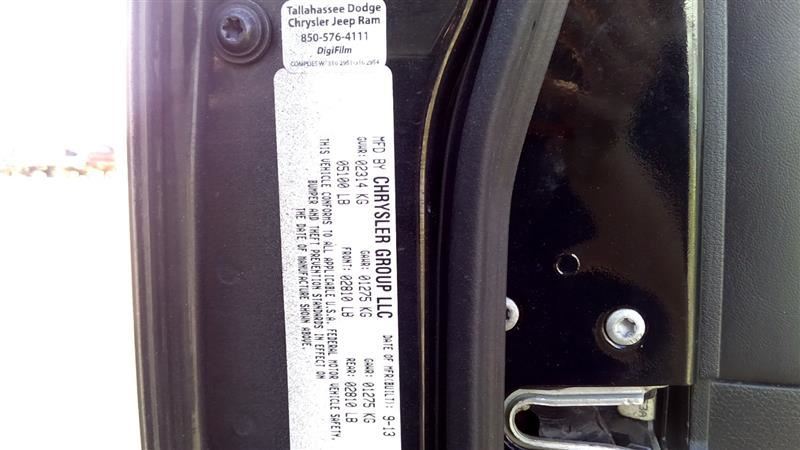 Tallahassee Dodge
Chrysler Jeep Ram
850-576-4111
DigiFilm
MFD BY CHRYSLER GROUP LLC
DATE OF MFR(BUILT): 9-13
GVWR: 02314 KG GAWR: 01275 KG GAWR: 01275 KG
05100 LB FRONT: 02810 LB REAR: 02810 LB
THIS VEHICLE CONFORMS TO ALL APPLICABLE U.S.A. FEDERAL MOTOR VEHICLE SAFETY,
BUMPER AND THEFT PREVENTION STANDARDS IN EFFECT ON
THE DATE OF MANUFACTURE SHOWN ABOVE.